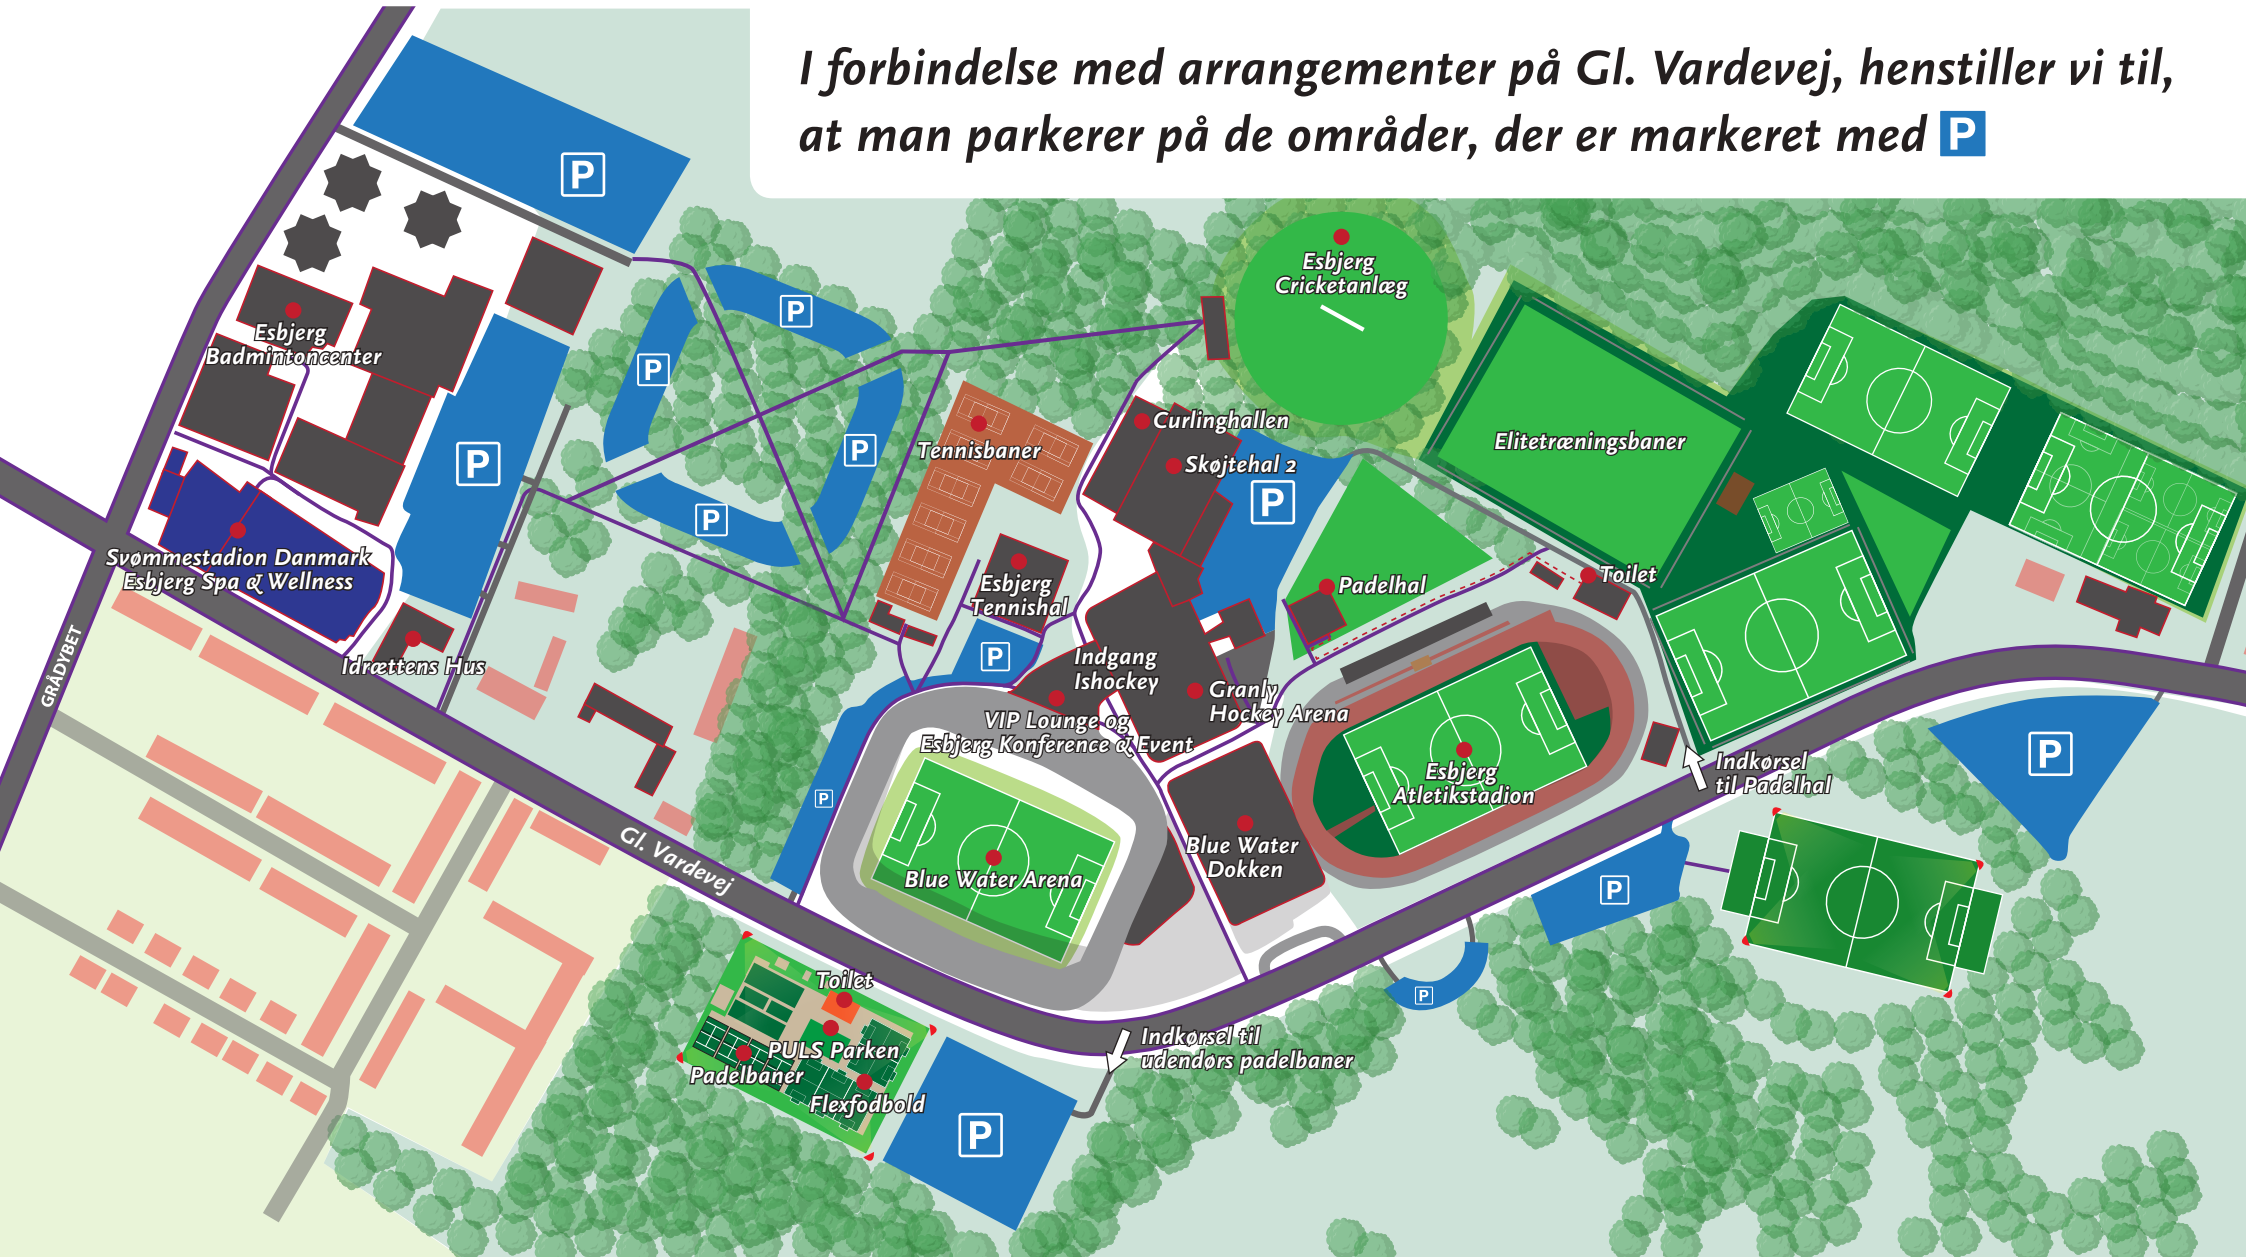 I forbindelse med arrangementer på Gl. Vardevej, henstiller vi til,
at man parkerer på de områder, der er markeret med P
P
Esbjerg
Cricketanlæg
P
P
Esbjerg
Badmintoncenter
P
Curlinghallen
Tennisbaner
Elitetræningsbaner
P
P
Skøjtehal 2
P
P
Svømmestadion Danmark
Esbjerg Spa & Wellness
Esbjerg
Tennishal
Padelhal
Toilet
Idrættens Hus
GRÅDYBET
P
Indgang
Ishockey
Granly
Hockey Arena
VIP Lounge og
Esbjerg Konference & Event
P
Indkørsel
til Padelhal
Esbjerg
Atletikstadion
P
Gl. Vardevej
Blue Water
Dokken
Blue Water Arena
P
Toilet
P
PULS Parken
Padelbaner
Flexfodbold
Indkørsel til
udendørs padelbaner
P